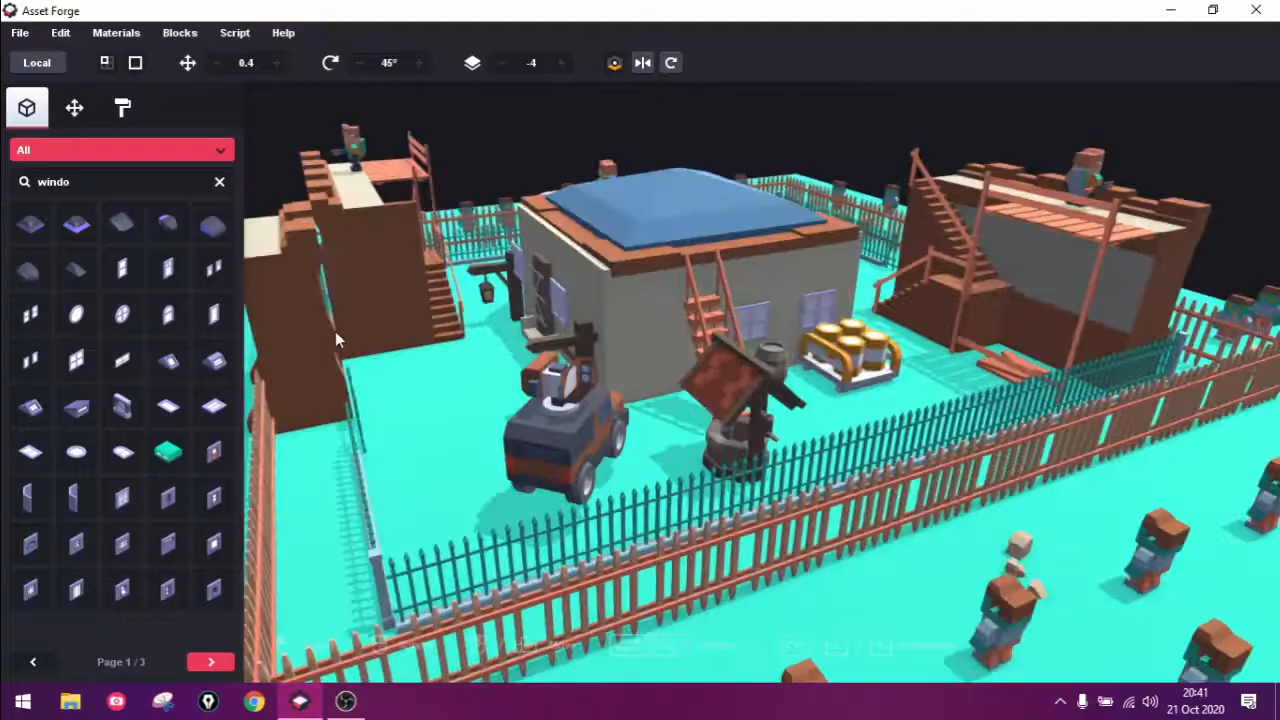 Asset Forge
File Edit Materials Blocks Script Help
Local 0.4 45° -4
All
windo
Page 1 / 3
20:41
21 Oct 2020